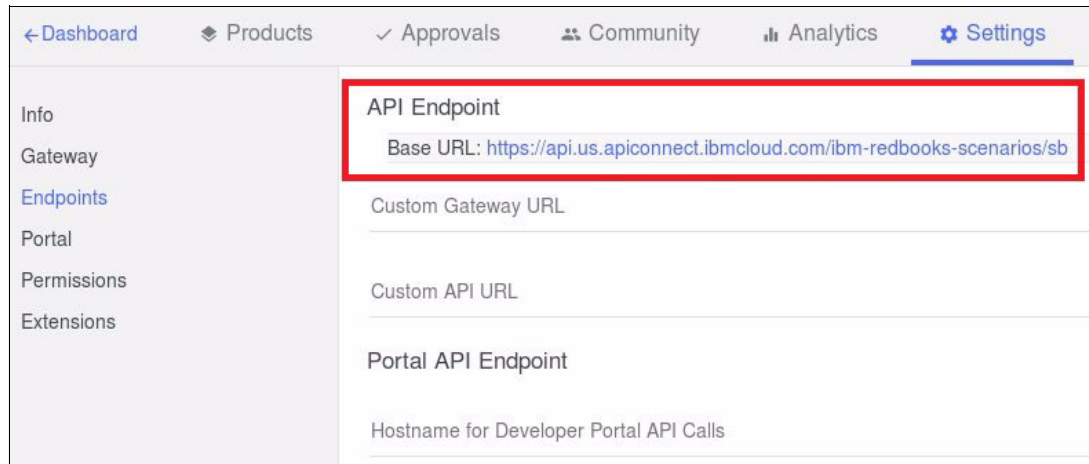 ←Dashboard Products Approvals Community Analytics Settings
Info
Gateway
Endpoints
Portal
Permissions
Extensions
API Endpoint
Base URL: https://api.us.apiconnect.ibmcloud.com/ibm-redbooks-scenarios/sb
Custom Gateway URL
Custom API URL
Portal API Endpoint
Hostname for Developer Portal API Calls